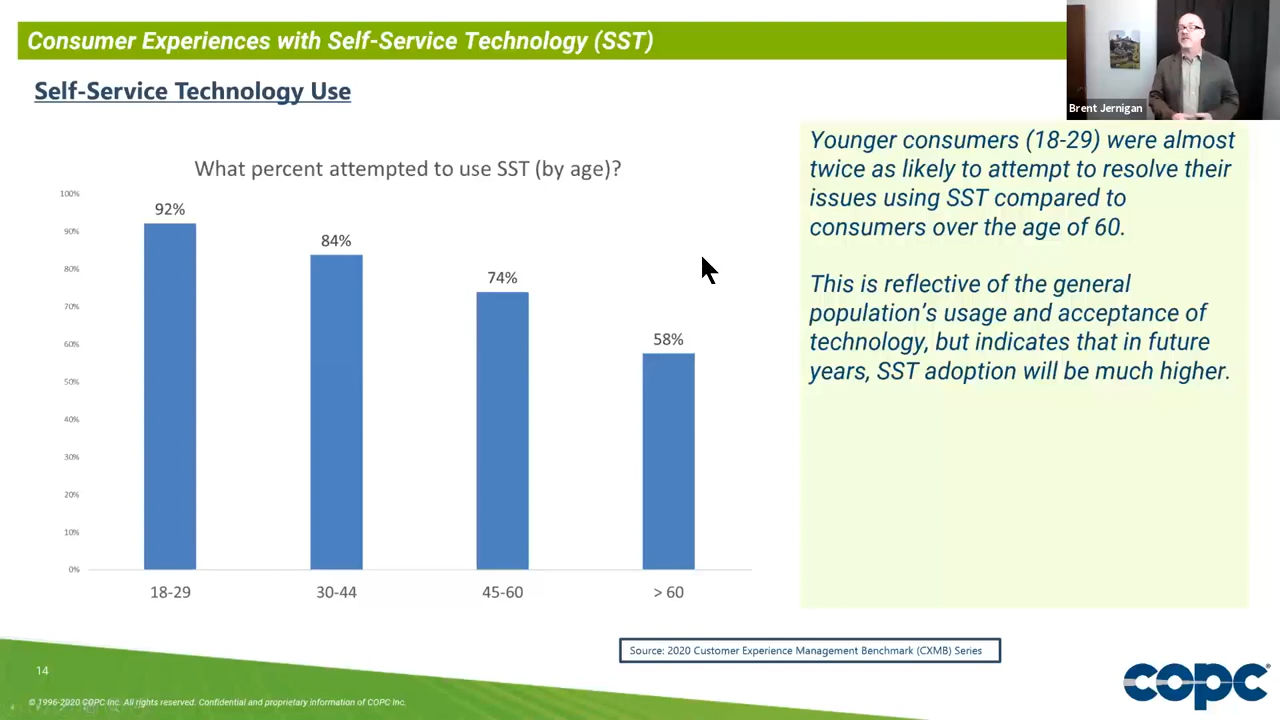 Consumer Experiences with Self-Service Technology (SST)
Brent Jernigan
Self-Service Technology Use
What percent attempted to use SST (by age)?
100%
90%
80%
70%
60%
50%
40%
30%
20%
10%
0%
92%
84%
74%
58%
18-29
30-44
45-60
> 60
Younger consumers (18-29) were almost
twice as likely to attempt to resolve their
issues using SST compared to
consumers over the age of 60.
This is reflective of the general
population's usage and acceptance of
technology, but indicates that in future
years, SST adoption will be much higher.
Source: 2020 Customer Experience Management Benchmark (CXMB) Series
14
© 1996-2020 COPC Inc. All rights reserved. Confidential and proprietary information of COPC Inc.
copc®